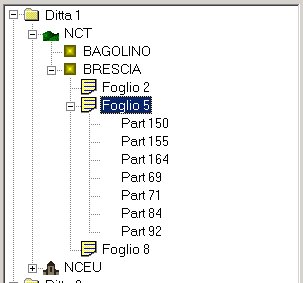 Ditta 1
NCT
BAGOLINO
BRESCIA
Foglio 2
Foglio 5
Part 150
Part 155
Part 164
Part 69
Part 71
Part 84
Part 92
Foglio 8
NCEU